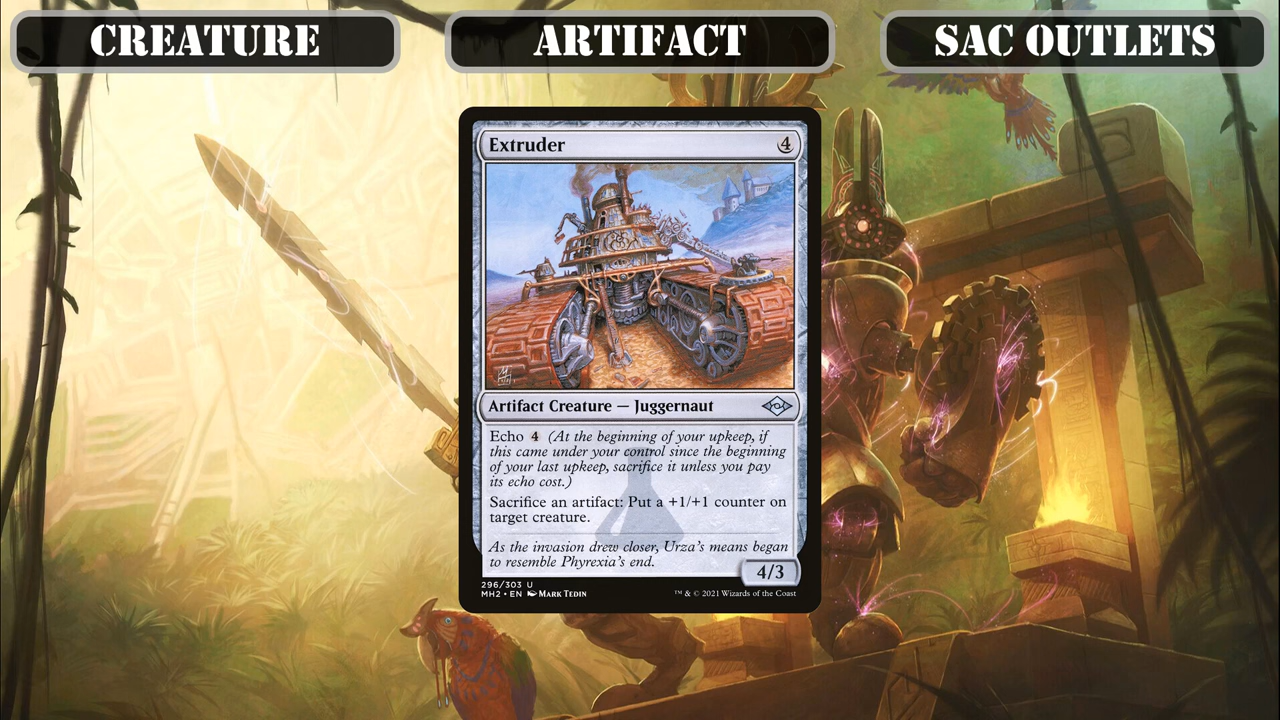 CREATURE
ARTIFACT
SAC OUTLETS
Extruder 4
Artifact Creature — Juggernaut
Echo 4 (At the beginning of your upkeep, if
this came under your control since the beginning
of your last upkeep, sacrifice it unless you pay
its echo cost.)
Sacrifice an artifact: Put a +1/+1 counter on
target creature.
As the invasion drew closer, Urza's means began
to resemble Phyrexia's end.
4/3
296/303 U
MH2 • EN Mark Tedin
™ & © 2021 Wizards of the Coast